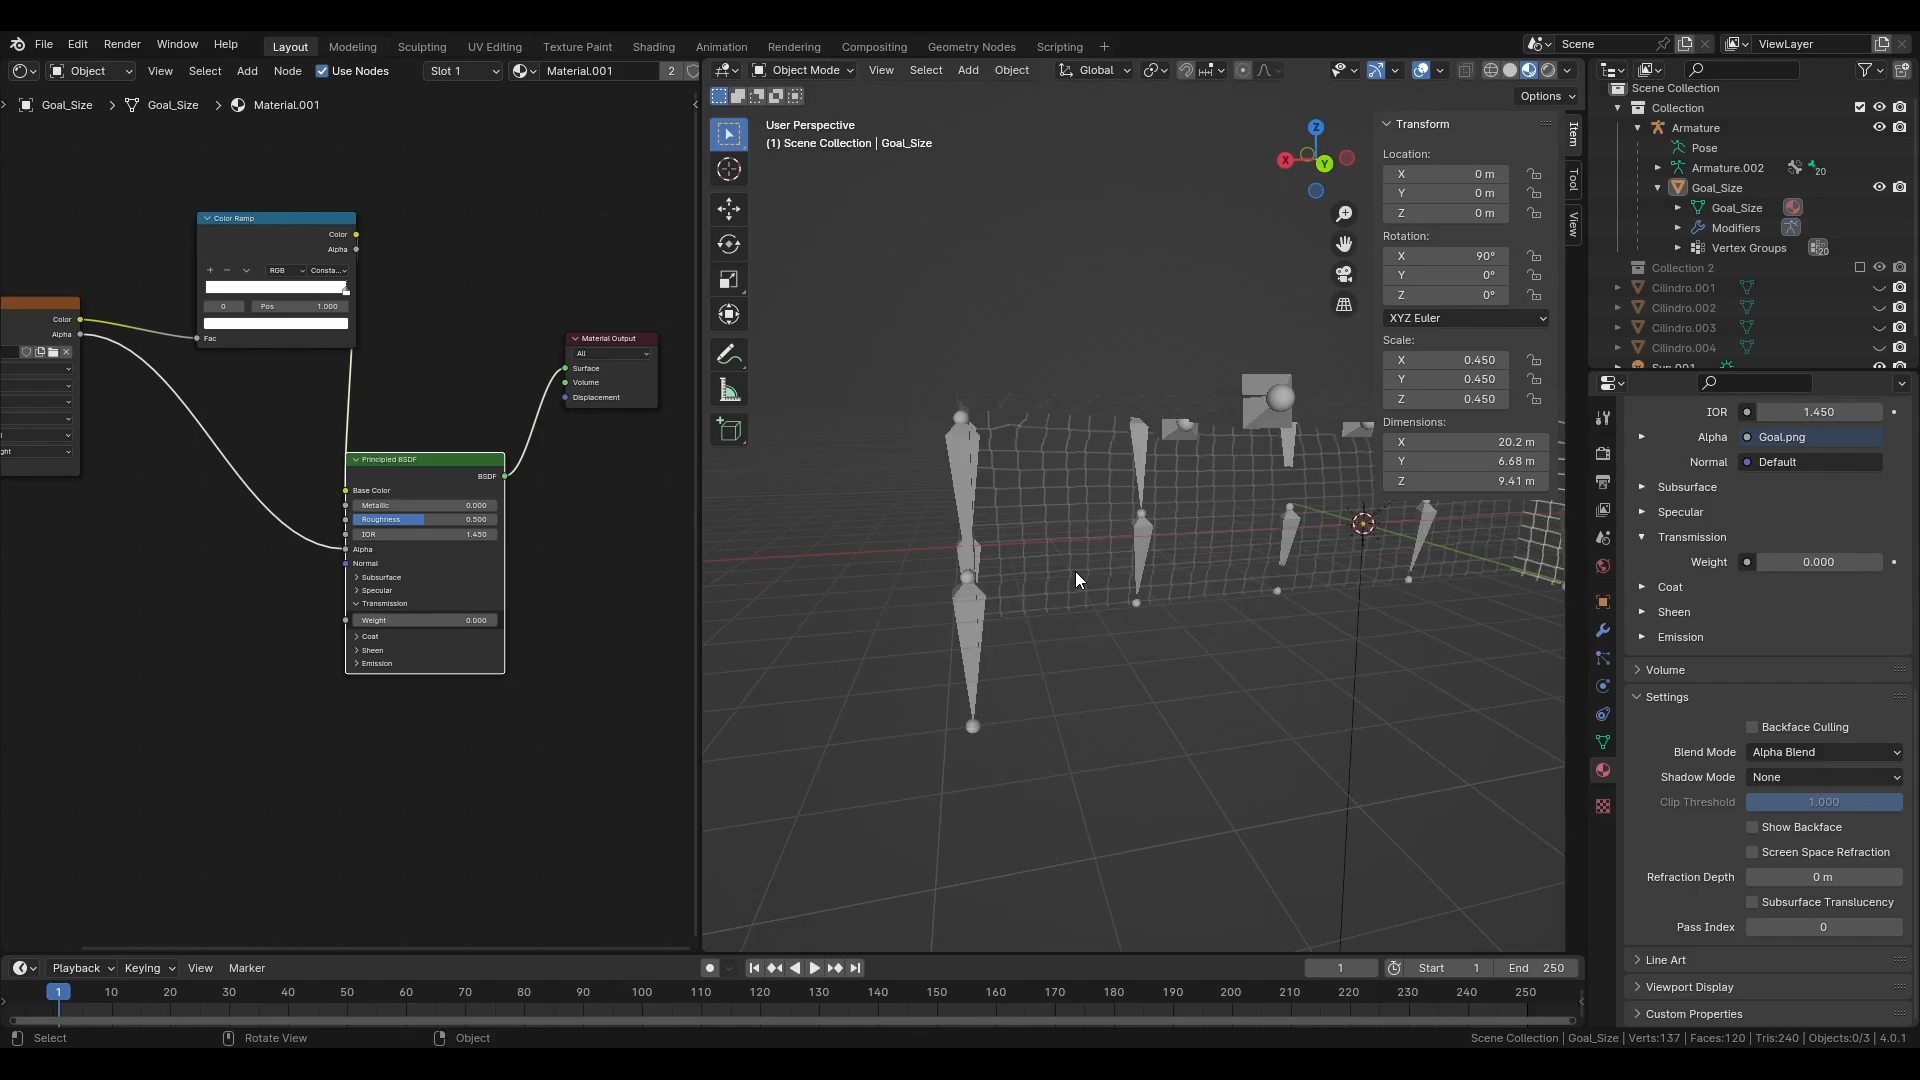 File Edit Render Window Help Layout Modeling Sculpting UV Editing Texture Paint Shading Animation Rendering Compositing Geometry Nodes Scripting + Scene ViewLayer
Object View Select Add Node Use Nodes Slot 1 Material.001 2
Object Mode View Select Add Object Global
Options
Goal_Size > Goal_Size > Material.001
Color Ramp
Color
Alpha
RGB Consta...
0 Pos 1.000
Fac
Color
Alpha
ght
Material Output
All
Surface
Volume
Displacement
Principled BSDF
BSDF
Base Color
Metallic 0.000
Roughness 0.500
IOR 1.450
Alpha
Normal
Subsurface
Specular
Transmission
Weight 0.000
Coat
Sheen
Emission
User Perspective
(1) Scene Collection | Goal_Size
Z
X
Y
Transform
Location:
X 0 m
Y 0 m
Z 0 m
Rotation:
X 90°
Y 0°
Z 0°
XYZ Euler
Scale:
X 0.450
Y 0.450
Z 0.450
Dimensions:
X 20.2 m
Y 6.68 m
Z 9.41 m
Item
Tool
View
Scene Collection
Collection
Armature
Pose
Armature.002 20
Goal_Size
Goal_Size
Modifiers
Vertex Groups 20
Collection 2
Cilindro.001
Cilindro.002
Cilindro.003
Cilindro.004
Sun.001
IOR 1.450
Alpha Goal.png
Normal Default
Subsurface
Specular
Transmission
Weight 0.000
Coat
Sheen
Emission
Volume
Settings
Backface Culling
Blend Mode Alpha Blend
Shadow Mode None
Clip Threshold 1.000
Show Backface
Screen Space Refraction
Refraction Depth 0 m
Subsurface Translucency
Pass Index 0
Line Art
Viewport Display
Custom Properties
Playback Keying View Marker 1 Start 1 End 250
1 10 20 30 40 50 60 70 80 90 100 110 120 130 140 150 160 170 180 190 200 210 220 230 240 250
Select Rotate View Object Scene Collection | Goal_Size | Verts:137 | Faces:120 | Tris:240 | Objects:0/3 | 4.0.1